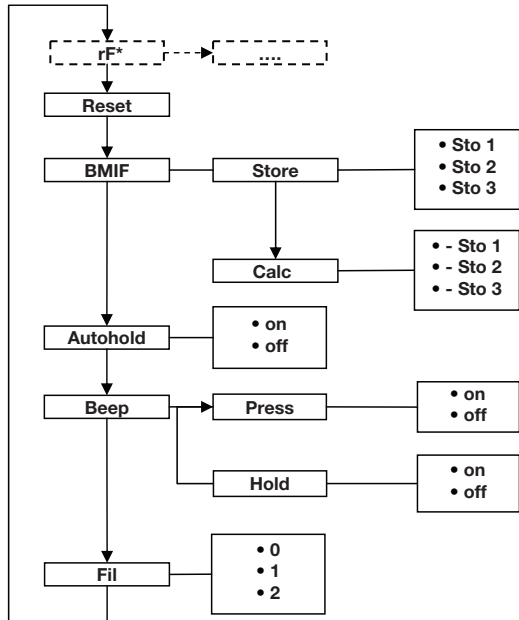 rF*
....
Reset
BMIF
Store
• Sto 1
• Sto 2
• Sto 3
Calc
• - Sto 1
• - Sto 2
• - Sto 3
Autohold
• on
• off
Beep
Press
• on
• off
Hold
• on
• off
Fil
• 0
• 1
• 2